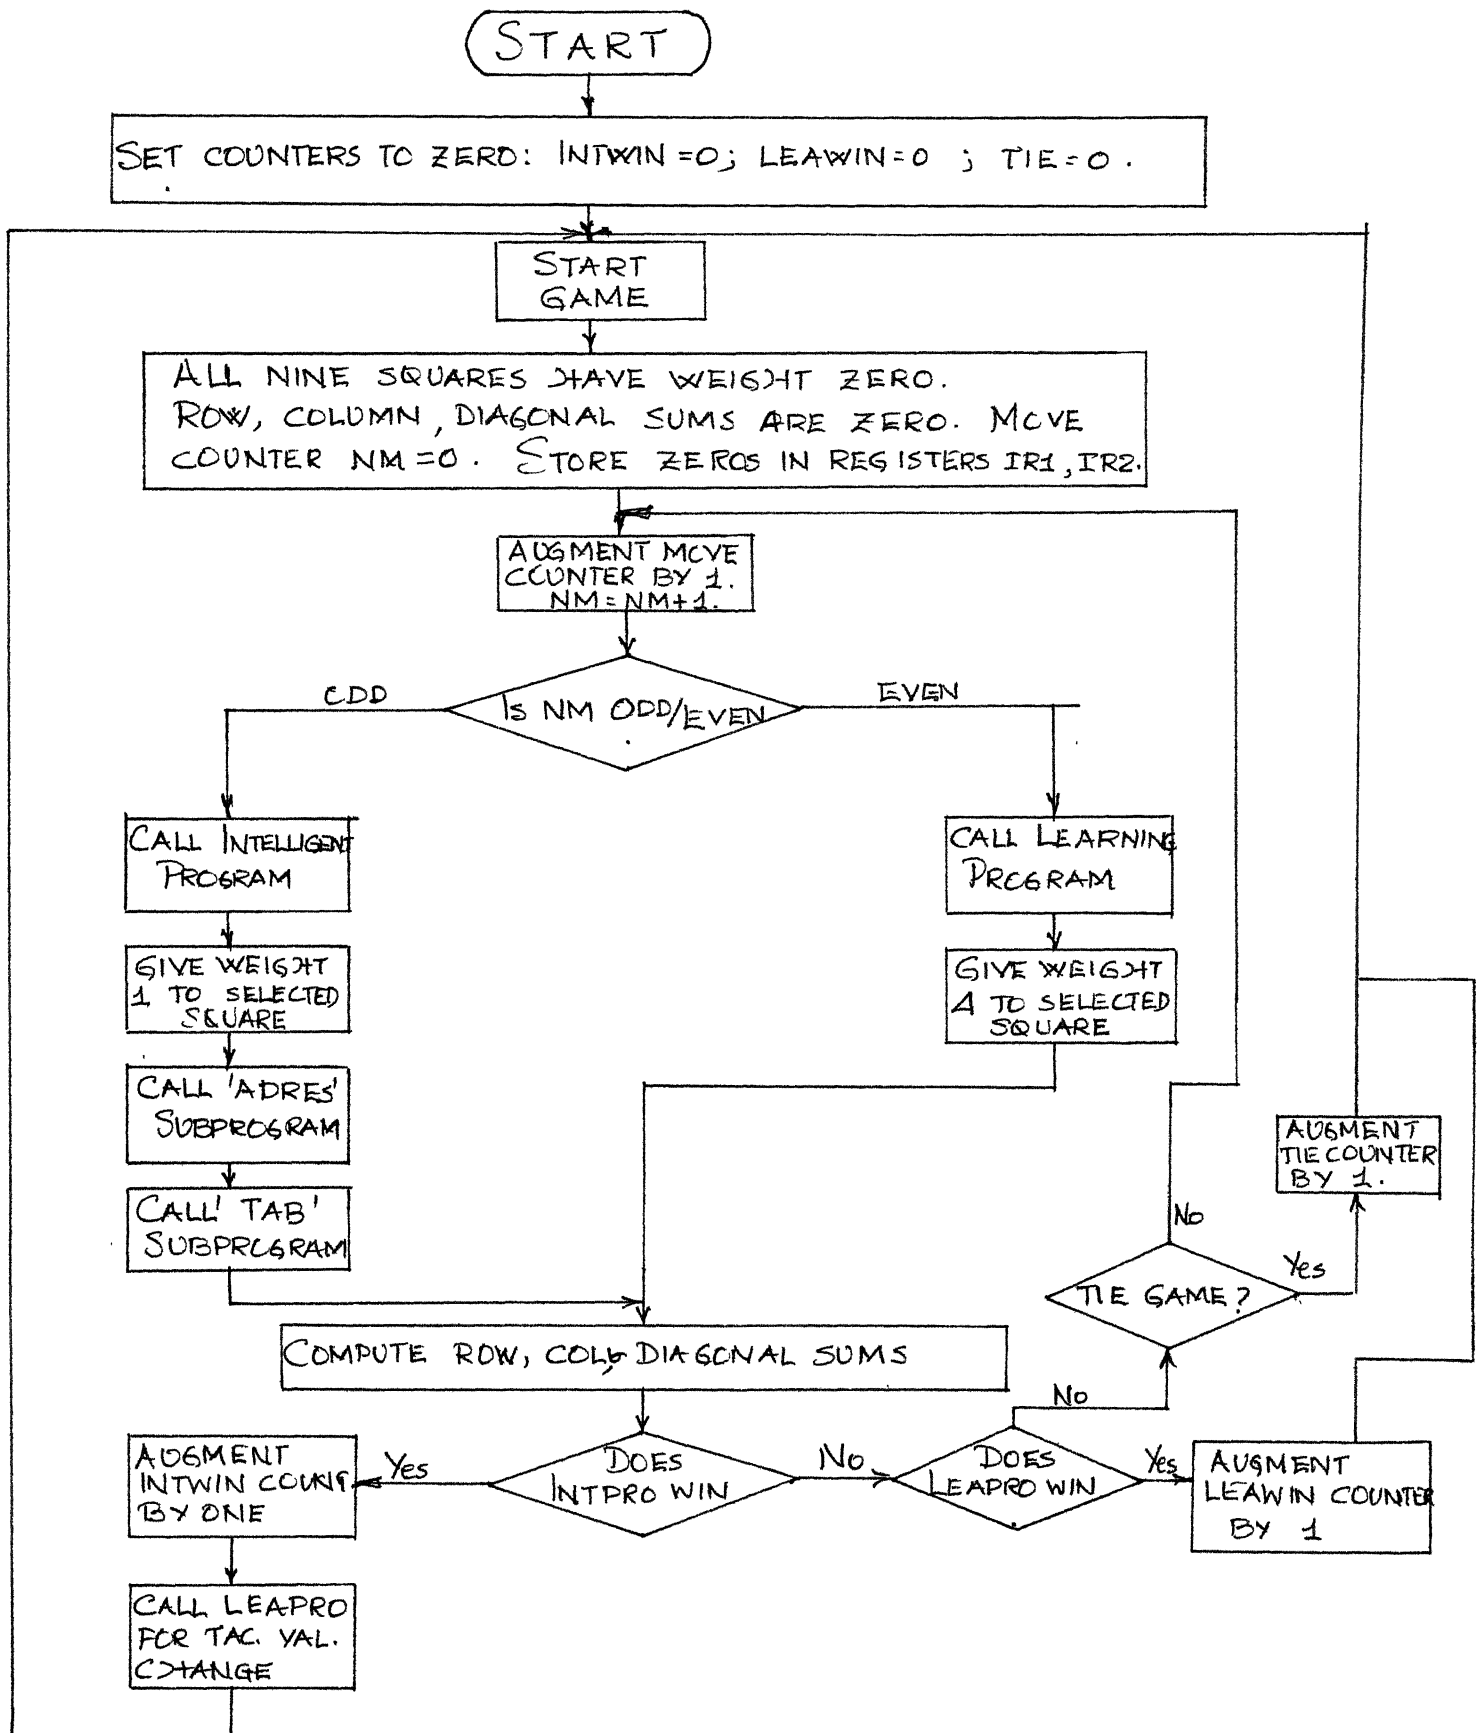 START
SET COUNTERS TO ZERO: INTWIN=0; LEAWIN=0 ; TIE=0.
START
GAME
ALL NINE SQUARES HAVE WEIGHT ZERO.
ROW, COLUMN, DIAGONAL SUMS ARE ZERO. MOVE
COUNTER NM=0. STORE ZEROS IN REGISTERS IR1, IR2.
AUGMENT MOVE
COUNTER BY 1.
NM=NM+1.
IS NM ODD/EVEN
ODD
EVEN
CALL INTELLIGENT
PROGRAM
CALL LEARNING
PROGRAM
GIVE WEIGHT
1 TO SELECTED
SQUARE
GIVE WEIGHT
4 TO SELECTED
SQUARE
CALL 'ADRES'
SUBPROGRAM
CALL 'TAB'
SUBPROGRAM
AUGMENT
TIE COUNTER
BY 1.
No
Yes
TIE GAME?
COMPUTE ROW, COL, DIAGONAL SUMS
No
AUGMENT
INTWIN COUNT.
BY ONE
Yes
DOES
INTPRO WIN
No
DOES
LEAPRO WIN
Yes
AUGMENT
LEAWIN COUNTER
BY 1
CALL LEAPRO
FOR TAC. VAL.
CHANGE